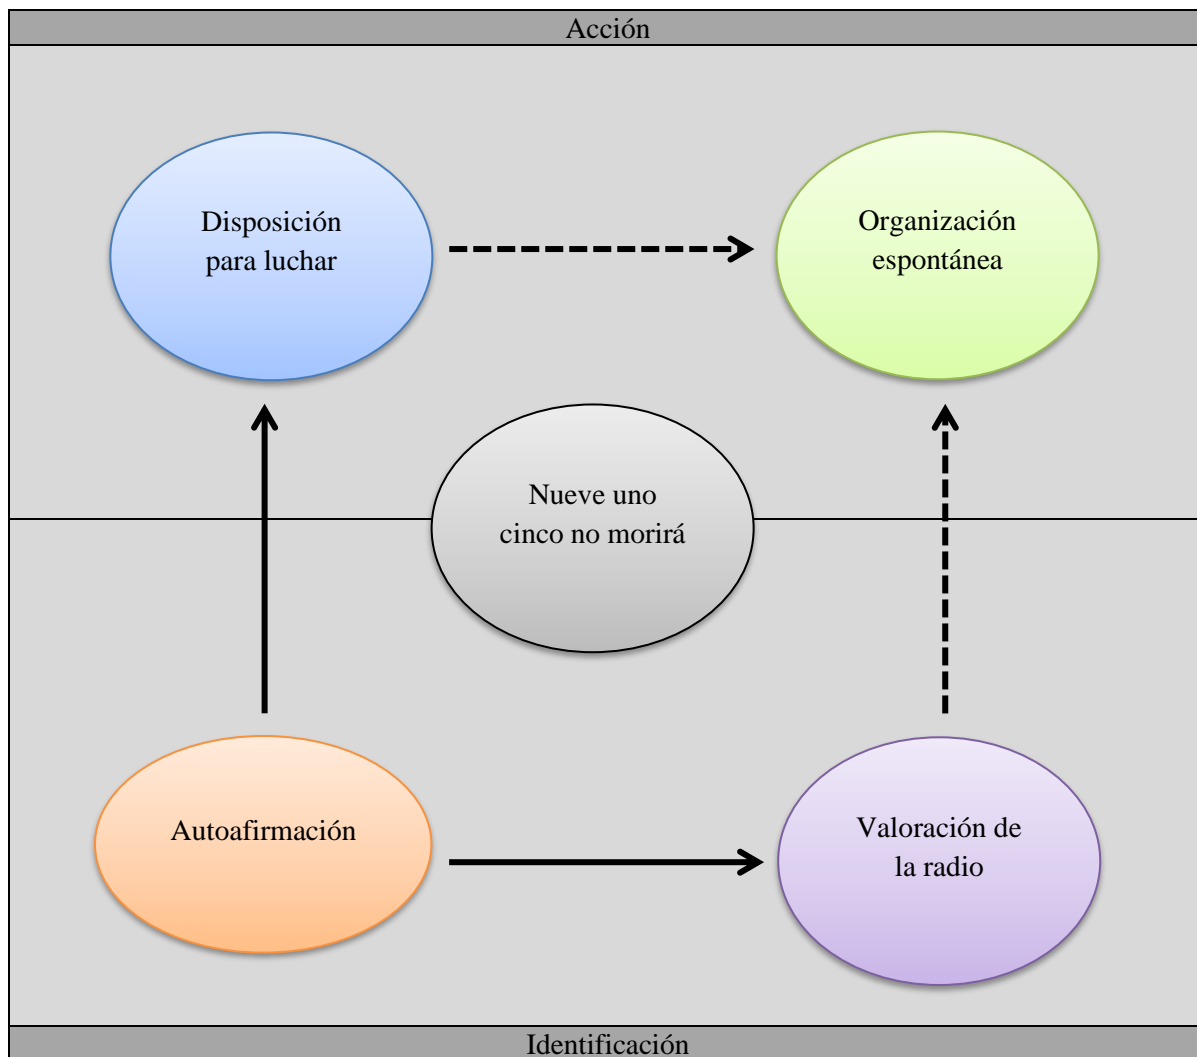 Acción
Disposición
para luchar
Organización
espontánea
Nueve uno
cinco no morirá
Autoafirmación
Valoración de
la radio
Identificación